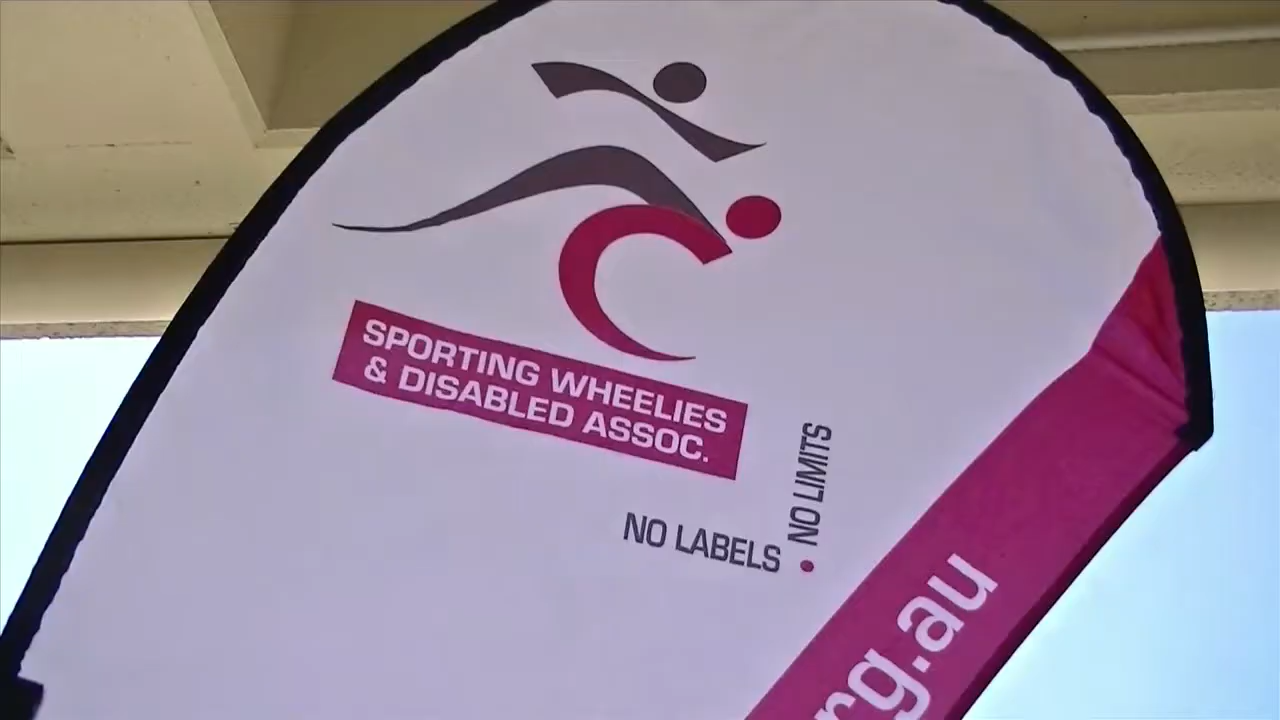 SPORTING WHEELIES
& DISABLED ASSOC.
NO LABELS
• NO LIMITS
rg.au